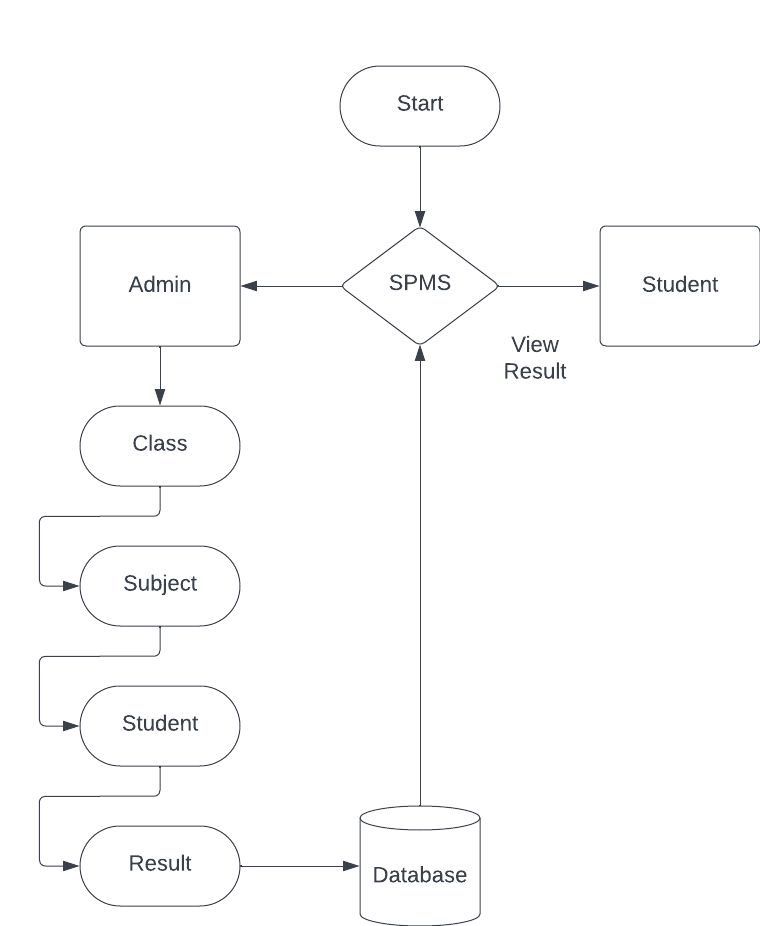 Start
Admin
SPMS
Student
View
Result
Class
Subject
Student
Result
Database